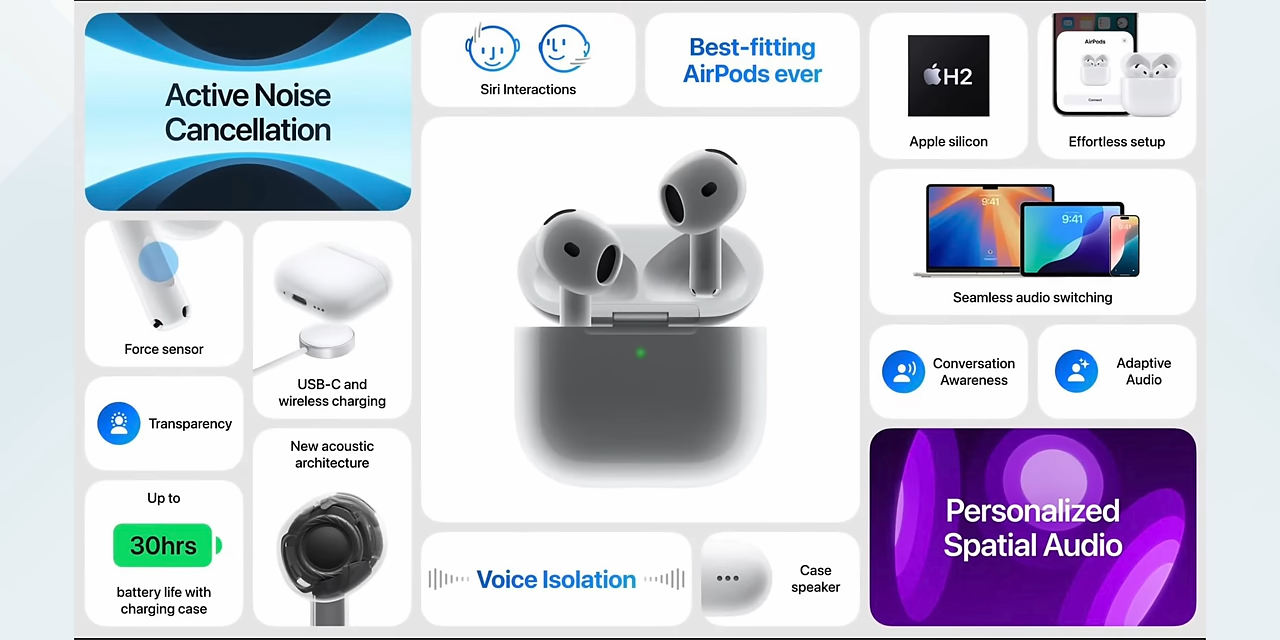 Active Noise
Cancellation
Siri Interactions
Best-fitting
AirPods ever
H2
Apple silicon
AirPods
Connect
Effortless setup
Force sensor
USB-C and
wireless charging
9:41
9:41
9:41
Seamless audio switching
Transparency
Conversation
Awareness
Adaptive
Audio
New acoustic
architecture
Up to
30hrs
battery life with
charging case
Voice Isolation
Case
speaker
Personalized
Spatial Audio